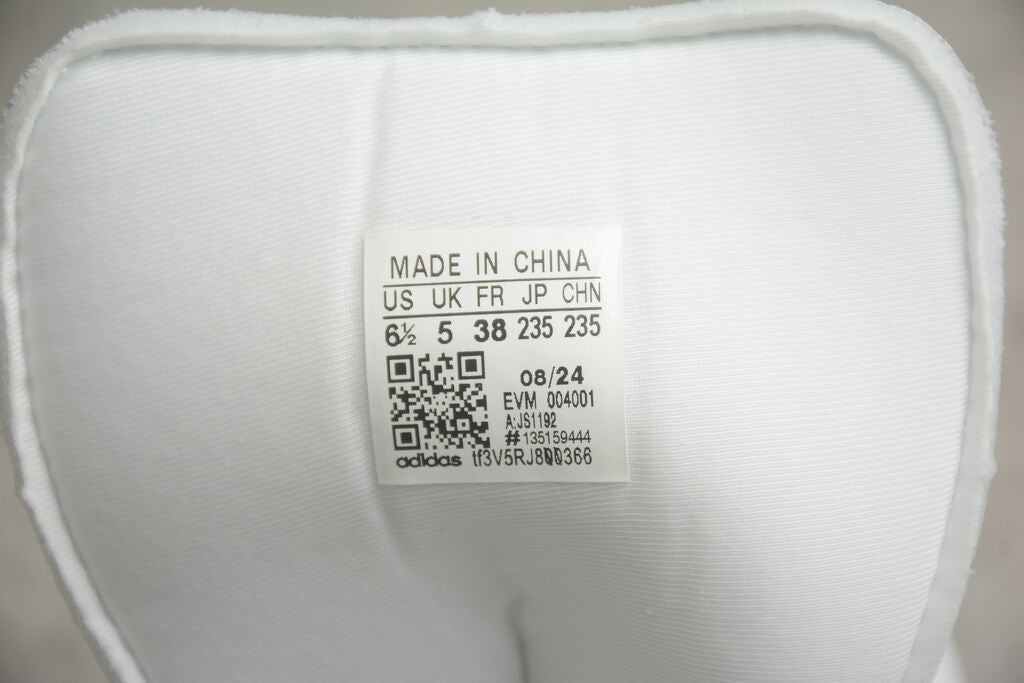 MADE IN CHINA
US UK FR JP CHN
6½ 5 38 235 235
08/24
EVM 004001
A:JS1192
#135159444
adidas